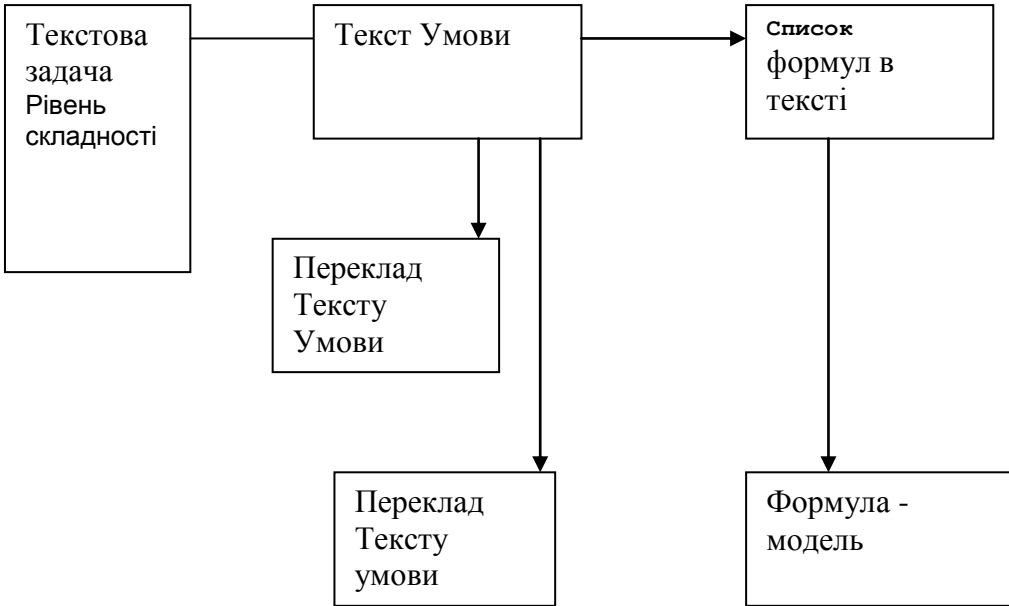 Текстова
задача
Рівень
складності
Текст Умови
Список
формул в
тексті
Переклад
Тексту
Умови
Переклад
Тексту
умови
Формула -
модель